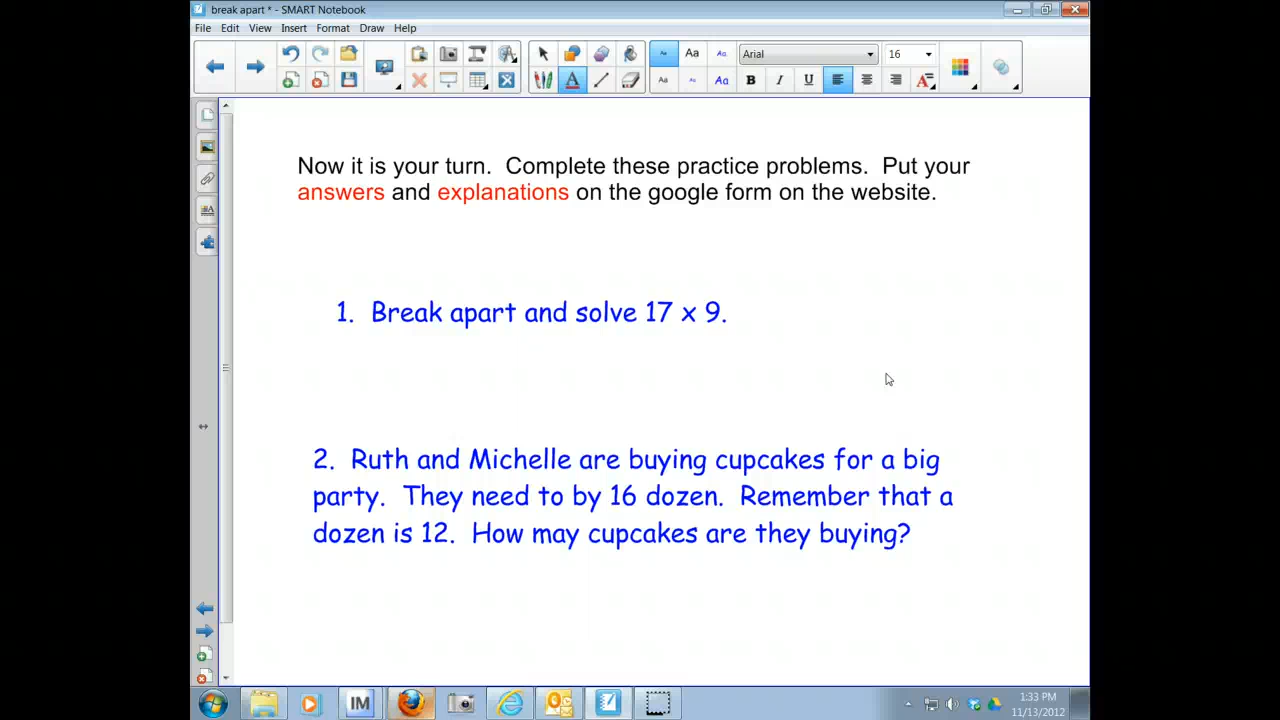 break apart * - SMART Notebook
File Edit View Insert Format Draw Help
Arial 16
Now it is your turn. Complete these practice problems. Put your
answers and explanations on the google form on the website.
1. Break apart and solve 17 x 9.
2. Ruth and Michelle are buying cupcakes for a big
party. They need to by 16 dozen. Remember that a
dozen is 12. How may cupcakes are they buying?
IM
1:33 PM
11/13/2012